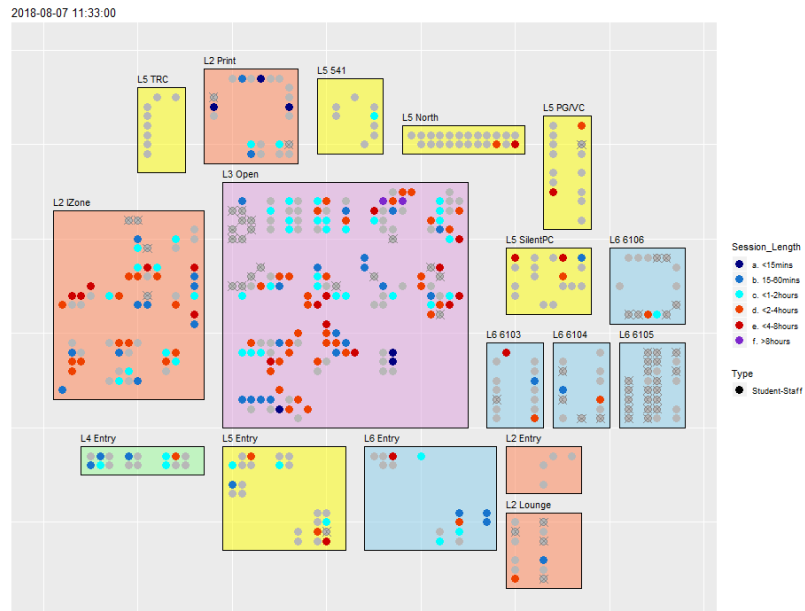 2018-08-07 11:33:00
L2 Print
L5 TRC
L5 541
L5 PG/VC
L5 North
L3 Open
L2 IZone
L5 SilentPC
L6 6106
Session_Length
a. <15mins
b. 15-60mins
c. <1-2hours
d. <2-4hours
e. <4-8hours
f. >8hours
L6 6103
L6 6104
L6 6105
Type
Student-Staff
L4 Entry
L5 Entry
L6 Entry
L2 Entry
L2 Lounge